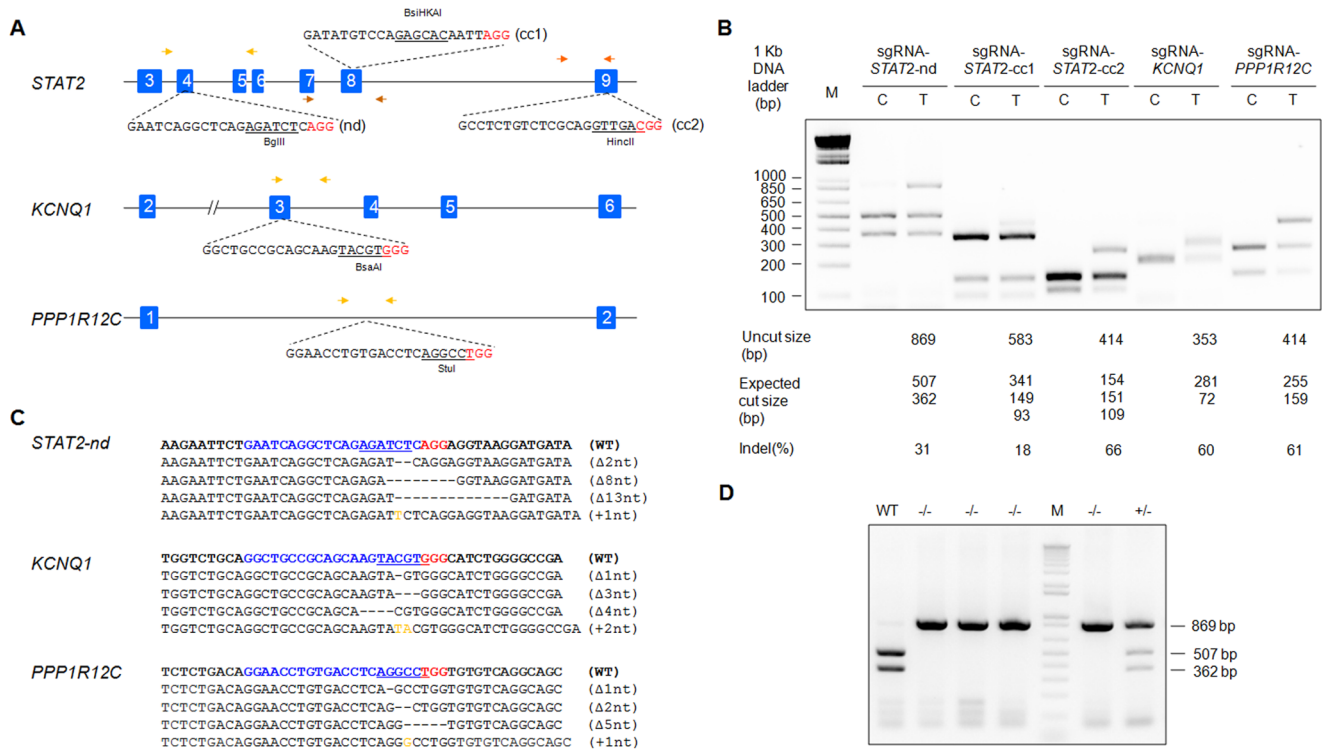 A
BsiHKAI
GATATGTCCAGAGCACAATTAGG (cc1)
STAT2 3 4 5 6 7 8 9
GAATCAGGCTCAGAGATCTCAGG (nd)
BglII
GCCTCTGTCTCGCAGGTTGACGG (cc2)
HincII
KCNQ1 2 // 3 4 5 6
GGCTGCCGCAGCAAGTACGTGGG
BsaAI
PPP1R12C 1 2
GGAACCTGTGACCTCAGGCCTGG
StuI
B
1 Kb DNA ladder (bp)
M
sgRNA-STAT2-nd sgRNA-STAT2-cc1 sgRNA-STAT2-cc2 sgRNA-KCNQ1 sgRNA-PPP1R12C
C T C T C T C T C T
1000
850
650
500
400
300
200
100
Uncut size (bp) 869 583 414 353 414
Expected cut size (bp)
507 341 154 281 255
362 149 151 72 159
93 109
Indel(%) 31 18 66 60 61
C
STAT2-nd
AAGAATTCTGAATCAGGCTCAGAGATCTCAGGAGGTAAGGATGATA (WT)
AAGAATTCTGAATCAGGCTCAGAGAT--CAGGAGGTAAGGATGATA (Δ2nt)
AAGAATTCTGAATCAGGCTCAGAGAT--------GGTAAGGATGATA (Δ8nt)
AAGAATTCTGAATCAGGCTCAGAGAT-------------GATGATA (Δ13nt)
AAGAATTCTGAATCAGGCTCAGAGATTCTCAGGAGGTAAGGATGATA (+1nt)
KCNQ1
TGGTCTGCAGGCTGCCGCAGCAAGTACGTGGGCATCTGGGGCCGA (WT)
TGGTCTGCAGGCTGCCGCAGCAAGTA-GTGGGCATCTGGGGCCGA (Δ1nt)
TGGTCTGCAGGCTGCCGCAGCAAGTA---GGGCATCTGGGGCCGA (Δ3nt)
TGGTCTGCAGGCTGCCGCAGCA----CGTGGGCATCTGGGGCCGA (Δ4nt)
TGGTCTGCAGGCTGCCGCAGCAAGTATACGTGGGCATCTGGGGCCGA (+2nt)
PPP1R12C
TCTCTGACAGGAACCTGTGACCTCAGGCCTGGTGTGTCAGGCAGC (WT)
TCTCTGACAGGAACCTGTGACCTCA-GCCTGGTGTGTCAGGCAGC (Δ1nt)
TCTCTGACAGGAACCTGTGACCTCAG--CTGGTGTGTCAGGCAGC (Δ2nt)
TCTCTGACAGGAACCTGTGACCTCAGG-----TGTGTCAGGCAGC (Δ5nt)
TCTCTGACAGGAACCTGTGACCTCAGGGCCTGGTGTGTCAGGCAGC (+1nt)
D
WT -/- -/- -/- M -/- +/-
869 bp
507 bp
362 bp